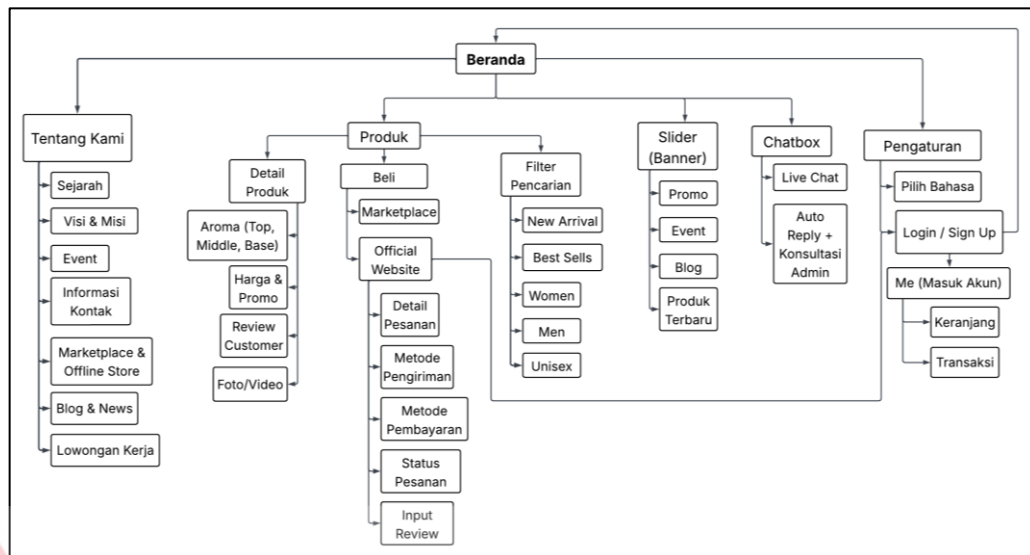 Beranda
Tentang Kami
Sejarah
Visi & Misi
Event
Informasi
Kontak
Marketplace &
Offline Store
Blog & News
Lowongan Kerja
Produk
Detail
Produk
Aroma (Top,
Middle, Base)
Harga &
Promo
Review
Customer
Foto/Video
Beli
Marketplace
Official
Website
Detail
Pesanan
Metode
Pengiriman
Metode
Pembayaran
Status
Pesanan
Input
Review
Filter
Pencarian
New Arrival
Best Sells
Women
Men
Unisex
Slider
(Banner)
Promo
Event
Blog
Produk
Terbaru
Chatbox
Live Chat
Auto
Reply +
Konsultasi
Admin
Pengaturan
Pilih Bahasa
Login / Sign Up
Me (Masuk Akun)
Keranjang
Transaksi